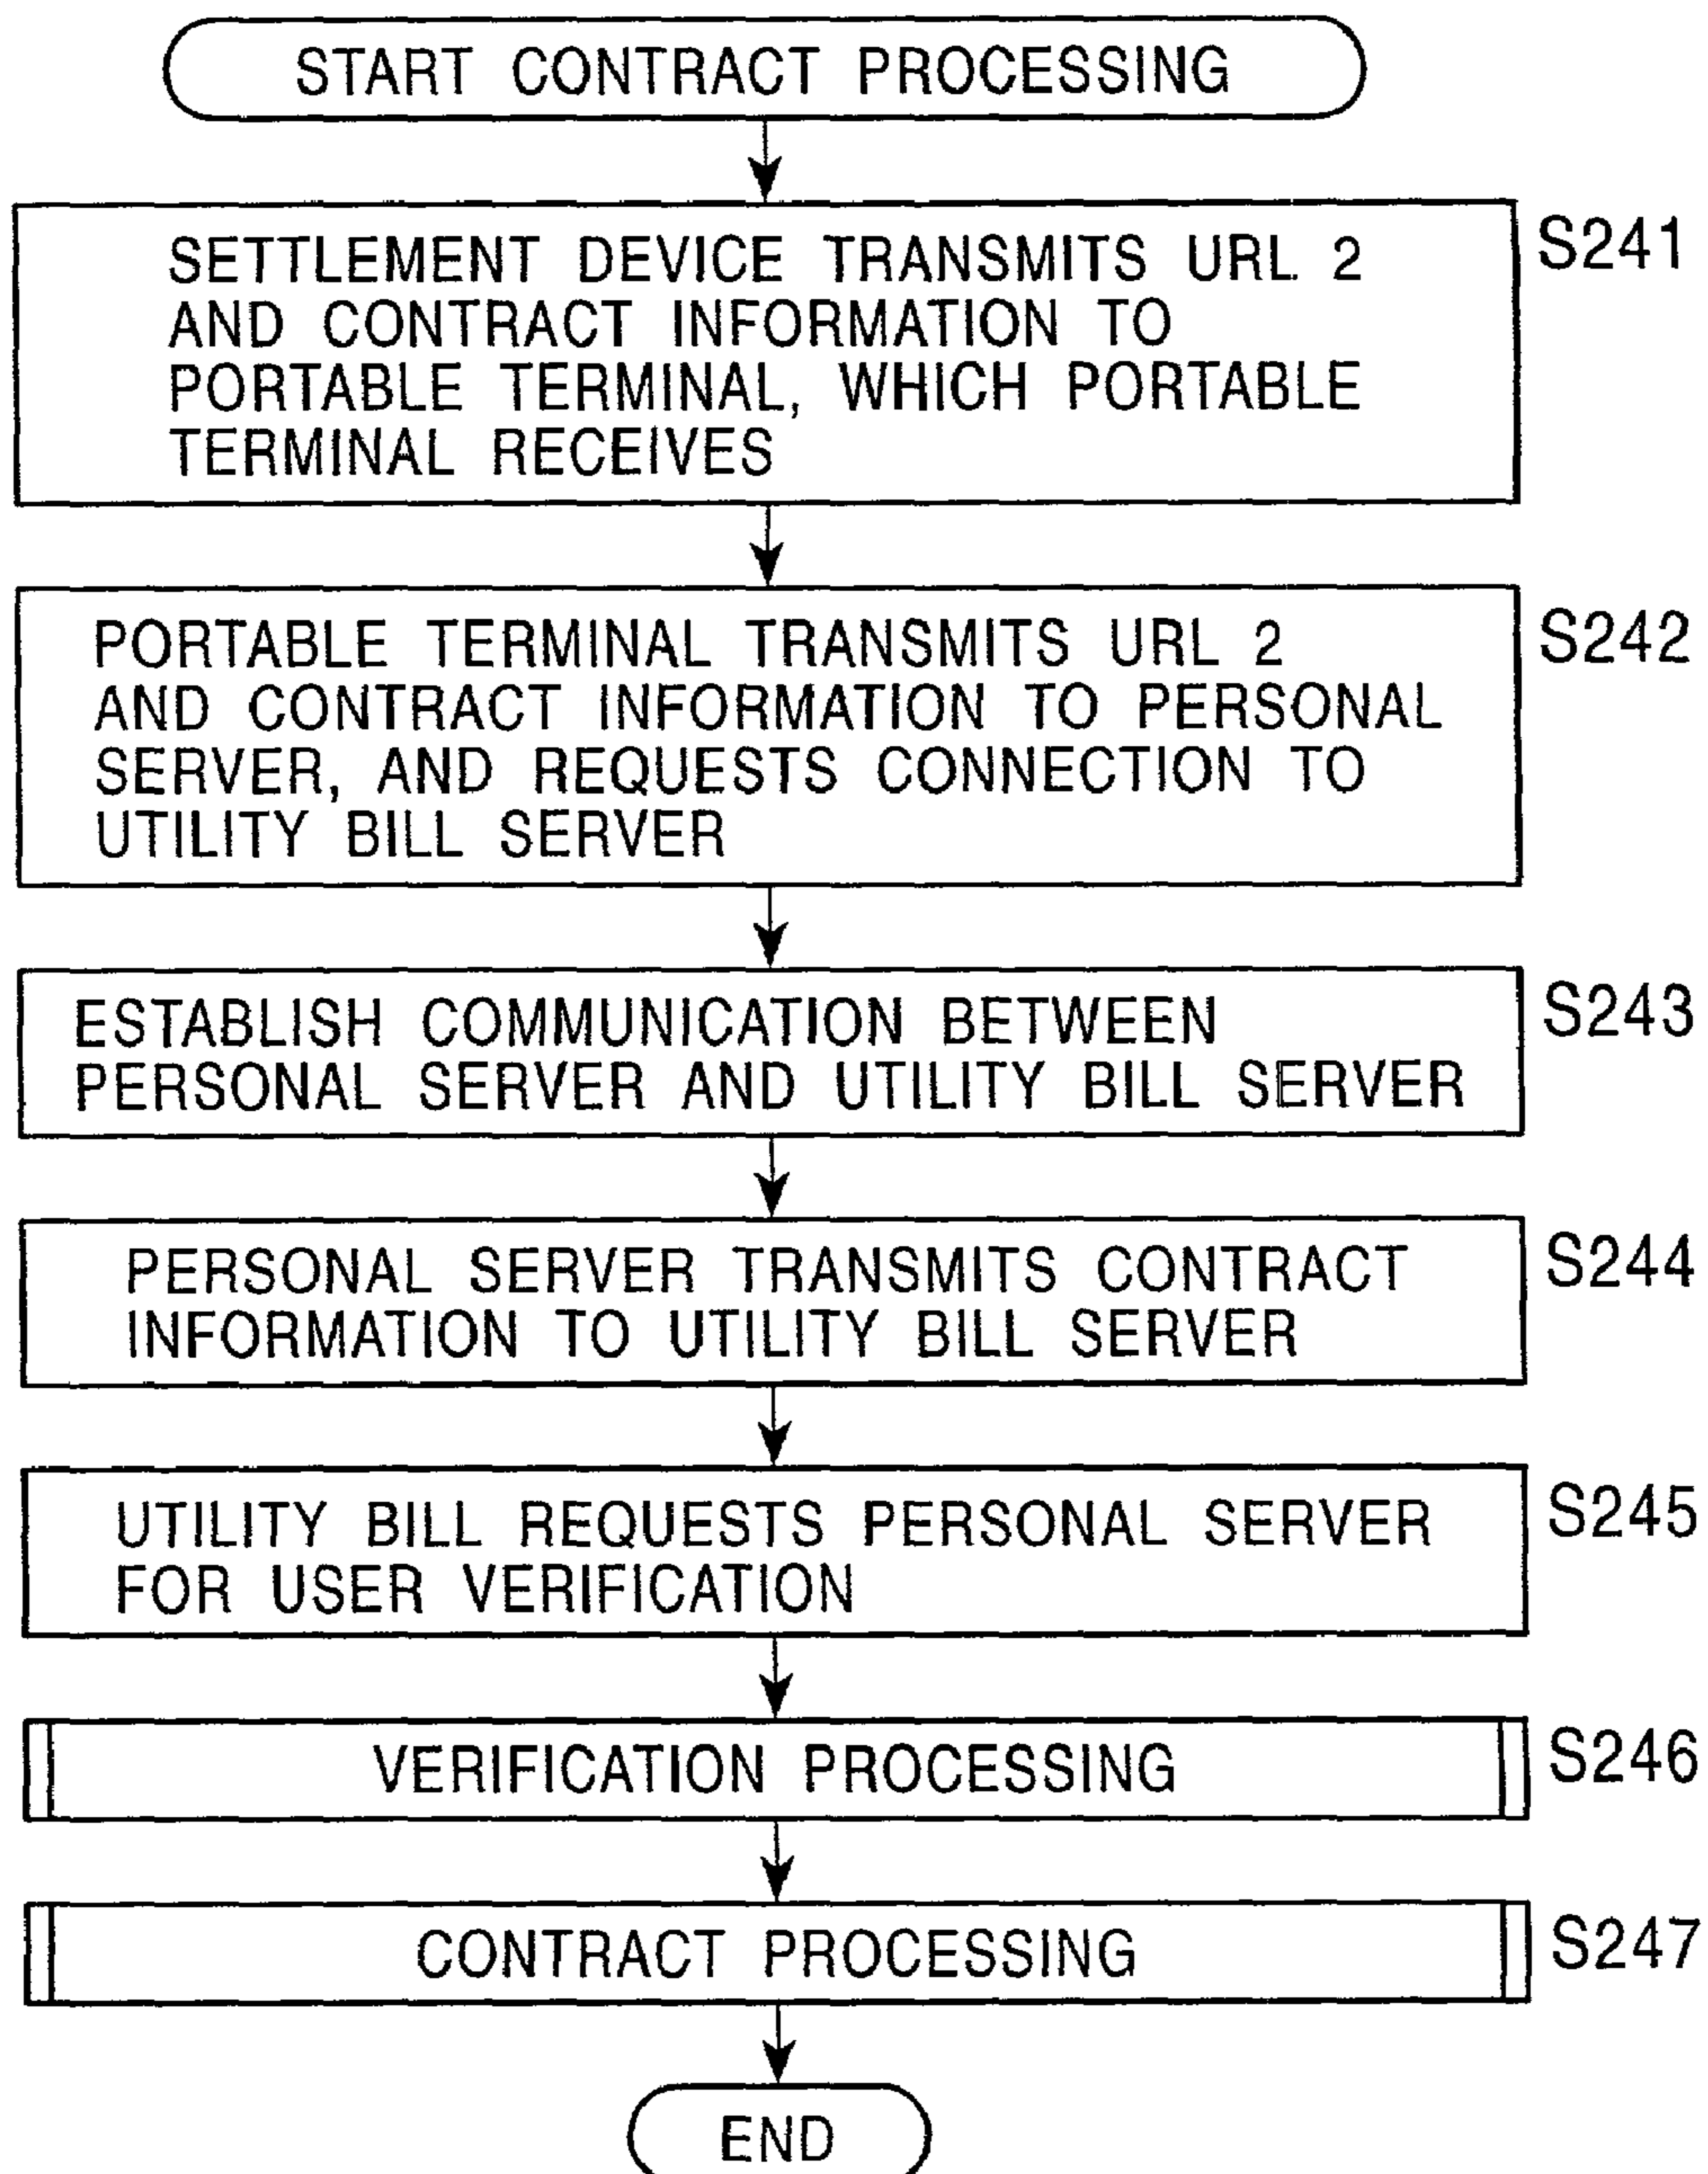 START CONTRACT PROCESSING
S241
SETTLEMENT DEVICE TRANSMITS URL 2
AND CONTRACT INFORMATION TO
PORTABLE TERMINAL, WHICH PORTABLE
TERMINAL RECEIVES
S242
PORTABLE TERMINAL TRANSMITS URL 2
AND CONTRACT INFORMATION TO PERSONAL
SERVER, AND REQUESTS CONNECTION TO
UTILITY BILL SERVER
S243
ESTABLISH COMMUNICATION BETWEEN
PERSONAL SERVER AND UTILITY BILL SERVER
S244
PERSONAL SERVER TRANSMITS CONTRACT
INFORMATION TO UTILITY BILL SERVER
S245
UTILITY BILL REQUESTS PERSONAL SERVER
FOR USER VERIFICATION
S246
VERIFICATION PROCESSING
S247
CONTRACT PROCESSING
END